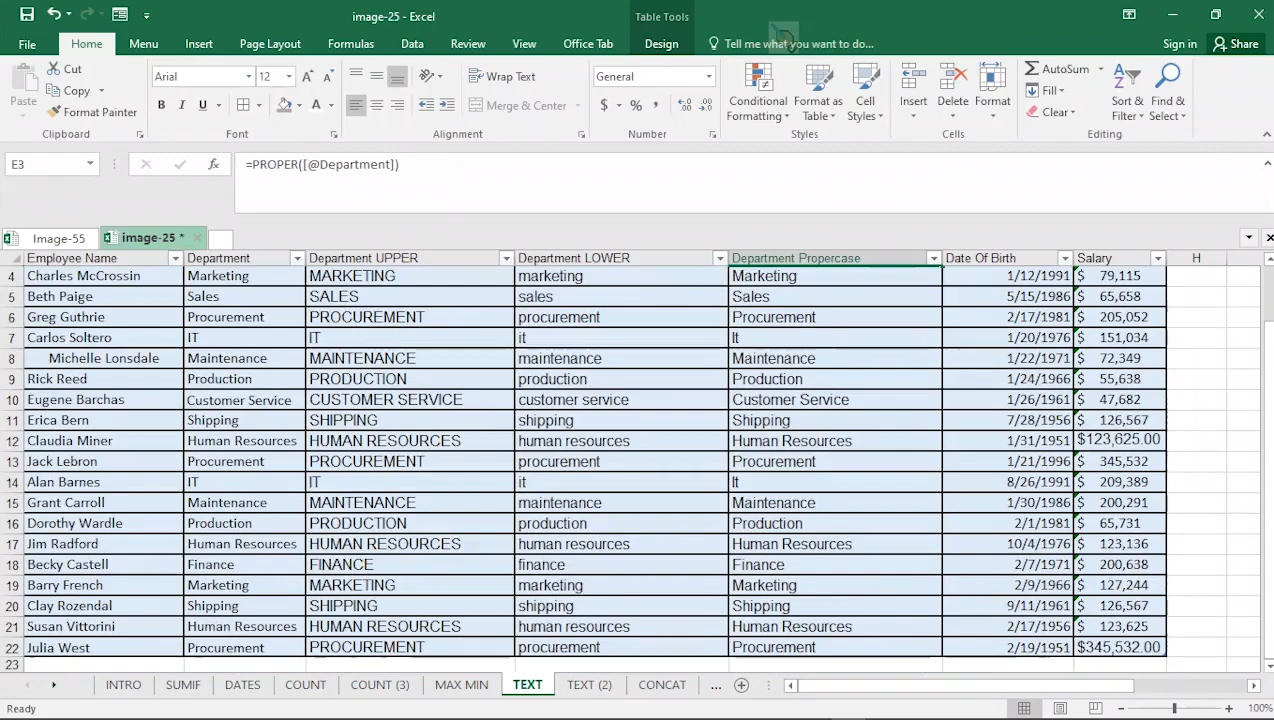 image-25 - Excel
Table Tools
File Home Menu Insert Page Layout Formulas Data Review View Office Tab Design Tell me what you want to do... Sign in Share
Paste
Cut
Copy
Format Painter
Clipboard
Arial 12
B I U
Font
Wrap Text
Merge & Center
Alignment
General
$ % ,
Number
Conditional Formatting
Format as Table
Cell Styles
Styles
Insert
Delete
Format
Cells
AutoSum
Fill
Clear
Sort & Filter
Find & Select
Editing
E3 fx =PROPER([@Department])
Image-55 image-25 *
Employee Name Department Department UPPER Department LOWER Department Propercase Date Of Birth Salary H
4 Charles McCrossin Marketing MARKETING marketing Marketing 1/12/1991 $ 79,115
5 Beth Paige Sales SALES sales Sales 5/15/1986 $ 65,658
6 Greg Guthrie Procurement PROCUREMENT procurement Procurement 2/17/1981 $ 205,052
7 Carlos Soltero IT IT it It 1/20/1976 $ 151,034
8 Michelle Lonsdale Maintenance MAINTENANCE maintenance Maintenance 1/22/1971 $ 72,349
9 Rick Reed Production PRODUCTION production Production 1/24/1966 $ 55,638
10 Eugene Barchas Customer Service CUSTOMER SERVICE customer service Customer Service 1/26/1961 $ 47,682
11 Erica Bern Shipping SHIPPING shipping Shipping 7/28/1956 $ 126,567
12 Claudia Miner Human Resources HUMAN RESOURCES human resources Human Resources 1/31/1951 $123,625.00
13 Jack Lebron Procurement PROCUREMENT procurement Procurement 1/21/1996 $ 345,532
14 Alan Barnes IT IT it It 8/26/1991 $ 209,389
15 Grant Carroll Maintenance MAINTENANCE maintenance Maintenance 1/30/1986 $ 200,291
16 Dorothy Wardle Production PRODUCTION production Production 2/1/1981 $ 65,731
17 Jim Radford Human Resources HUMAN RESOURCES human resources Human Resources 10/4/1976 $ 123,136
18 Becky Castell Finance FINANCE finance Finance 2/7/1971 $ 200,638
19 Barry French Marketing MARKETING marketing Marketing 2/9/1966 $ 127,244
20 Clay Rozendal Shipping SHIPPING shipping Shipping 9/11/1961 $ 126,567
21 Susan Vittorini Human Resources HUMAN RESOURCES human resources Human Resources 2/17/1956 $ 123,625
22 Julia West Procurement PROCUREMENT procurement Procurement 2/19/1951 $345,532.00
23
INTRO SUMIF DATES COUNT COUNT (3) MAX MIN TEXT TEXT (2) CONCAT ...
Ready 100%